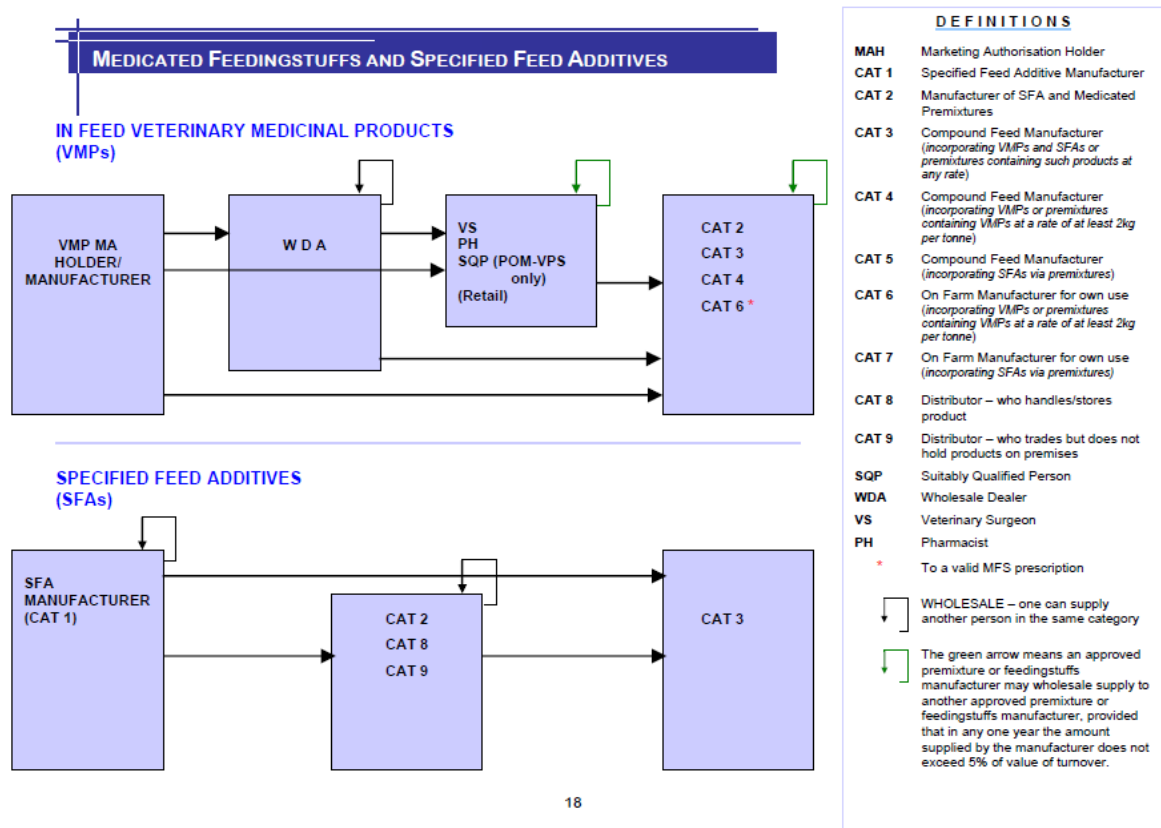 MEDICATED FEEDINGSTUFFS AND SPECIFIED FEED ADDITIVES
IN FEED VETERINARY MEDICINAL PRODUCTS
(VMPs)
VMP MA
HOLDER/
MANUFACTURER
W D A
VS
PH
SQP (POM-VPS
only)
(Retail)
CAT 2
CAT 3
CAT 4
CAT 6 *
SPECIFIED FEED ADDITIVES
(SFAs)
SFA
MANUFACTURER
(CAT 1)
CAT 2
CAT 8
CAT 9
CAT 3
18
DEFINITIONS
MAH Marketing Authorisation Holder
CAT 1 Specified Feed Additive Manufacturer
CAT 2 Manufacturer of SFA and Medicated
Premixtures
CAT 3 Compound Feed Manufacturer
(incorporating VMPs and SFAs or
premixtures containing such products at
any rate)
CAT 4 Compound Feed Manufacturer
(incorporating VMPs or premixtures
containing VMPs at a rate of at least 2kg
per tonne)
CAT 5 Compound Feed Manufacturer
(incorporating SFAs via premixtures)
CAT 6 On Farm Manufacturer for own use
(incorporating VMPs or premixtures
containing VMPs at a rate of at least 2kg
per tonne)
CAT 7 On Farm Manufacturer for own use
(incorporating SFAs via premixtures)
CAT 8 Distributor – who handles/stores
product
CAT 9 Distributor – who trades but does not
hold products on premises
SQP Suitably Qualified Person
WDA Wholesale Dealer
VS Veterinary Surgeon
PH Pharmacist
* To a valid MFS prescription
WHOLESALE – one can supply
another person in the same category
The green arrow means an approved
premixture or feedingstuffs
manufacturer may wholesale supply to
another approved premixture or
feedingstuffs manufacturer, provided
that in any one year the amount
supplied by the manufacturer does not
exceed 5% of value of turnover.